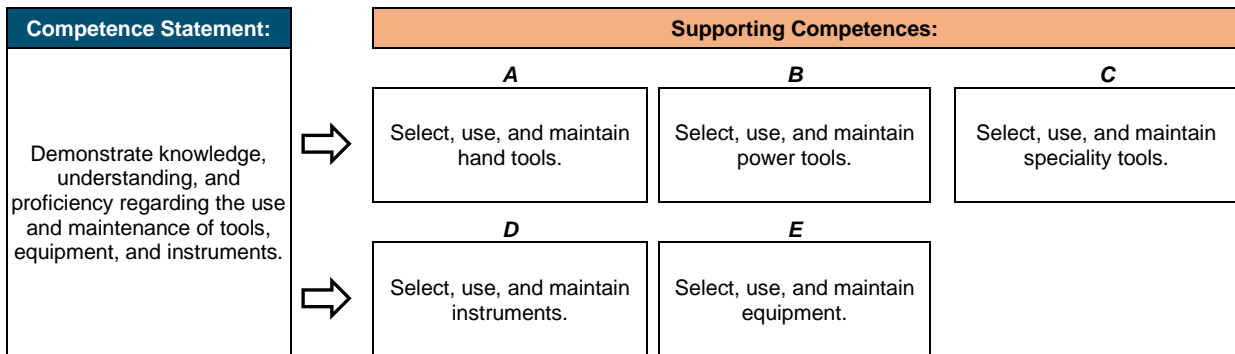 Competence Statement:
Supporting Competences:
Demonstrate knowledge,
understanding, and
proficiency regarding the use
and maintenance of tools,
equipment, and instruments.
A
Select, use, and maintain
hand tools.
B
Select, use, and maintain
power tools.
C
Select, use, and maintain
speciality tools.
D
Select, use, and maintain
instruments.
E
Select, use, and maintain
equipment.